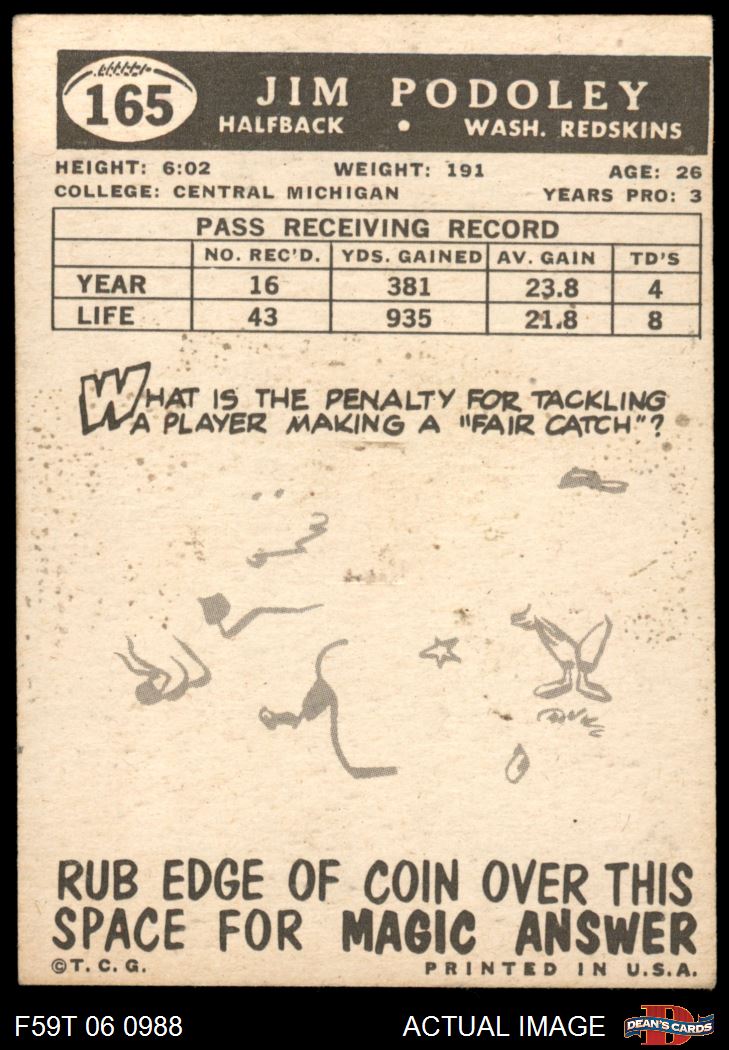 165
JIM PODOLEY
HALFBACK • WASH. REDSKINS
HEIGHT: 6:02 WEIGHT: 191 AGE: 26
COLLEGE: CENTRAL MICHIGAN YEARS PRO: 3
PASS RECEIVING RECORD
NO. REC'D. YDS. GAINED AV. GAIN TD'S
YEAR 16 381 23.8 4
LIFE 43 935 21.8 8
WHAT IS THE PENALTY FOR TACKLING
A PLAYER MAKING A "FAIR CATCH"?
RUB EDGE OF COIN OVER THIS
SPACE FOR MAGIC ANSWER
©T.C.G. PRINTED IN U.S.A.
F59T 06 0988 ACTUAL IMAGE DEAN'S CARDS